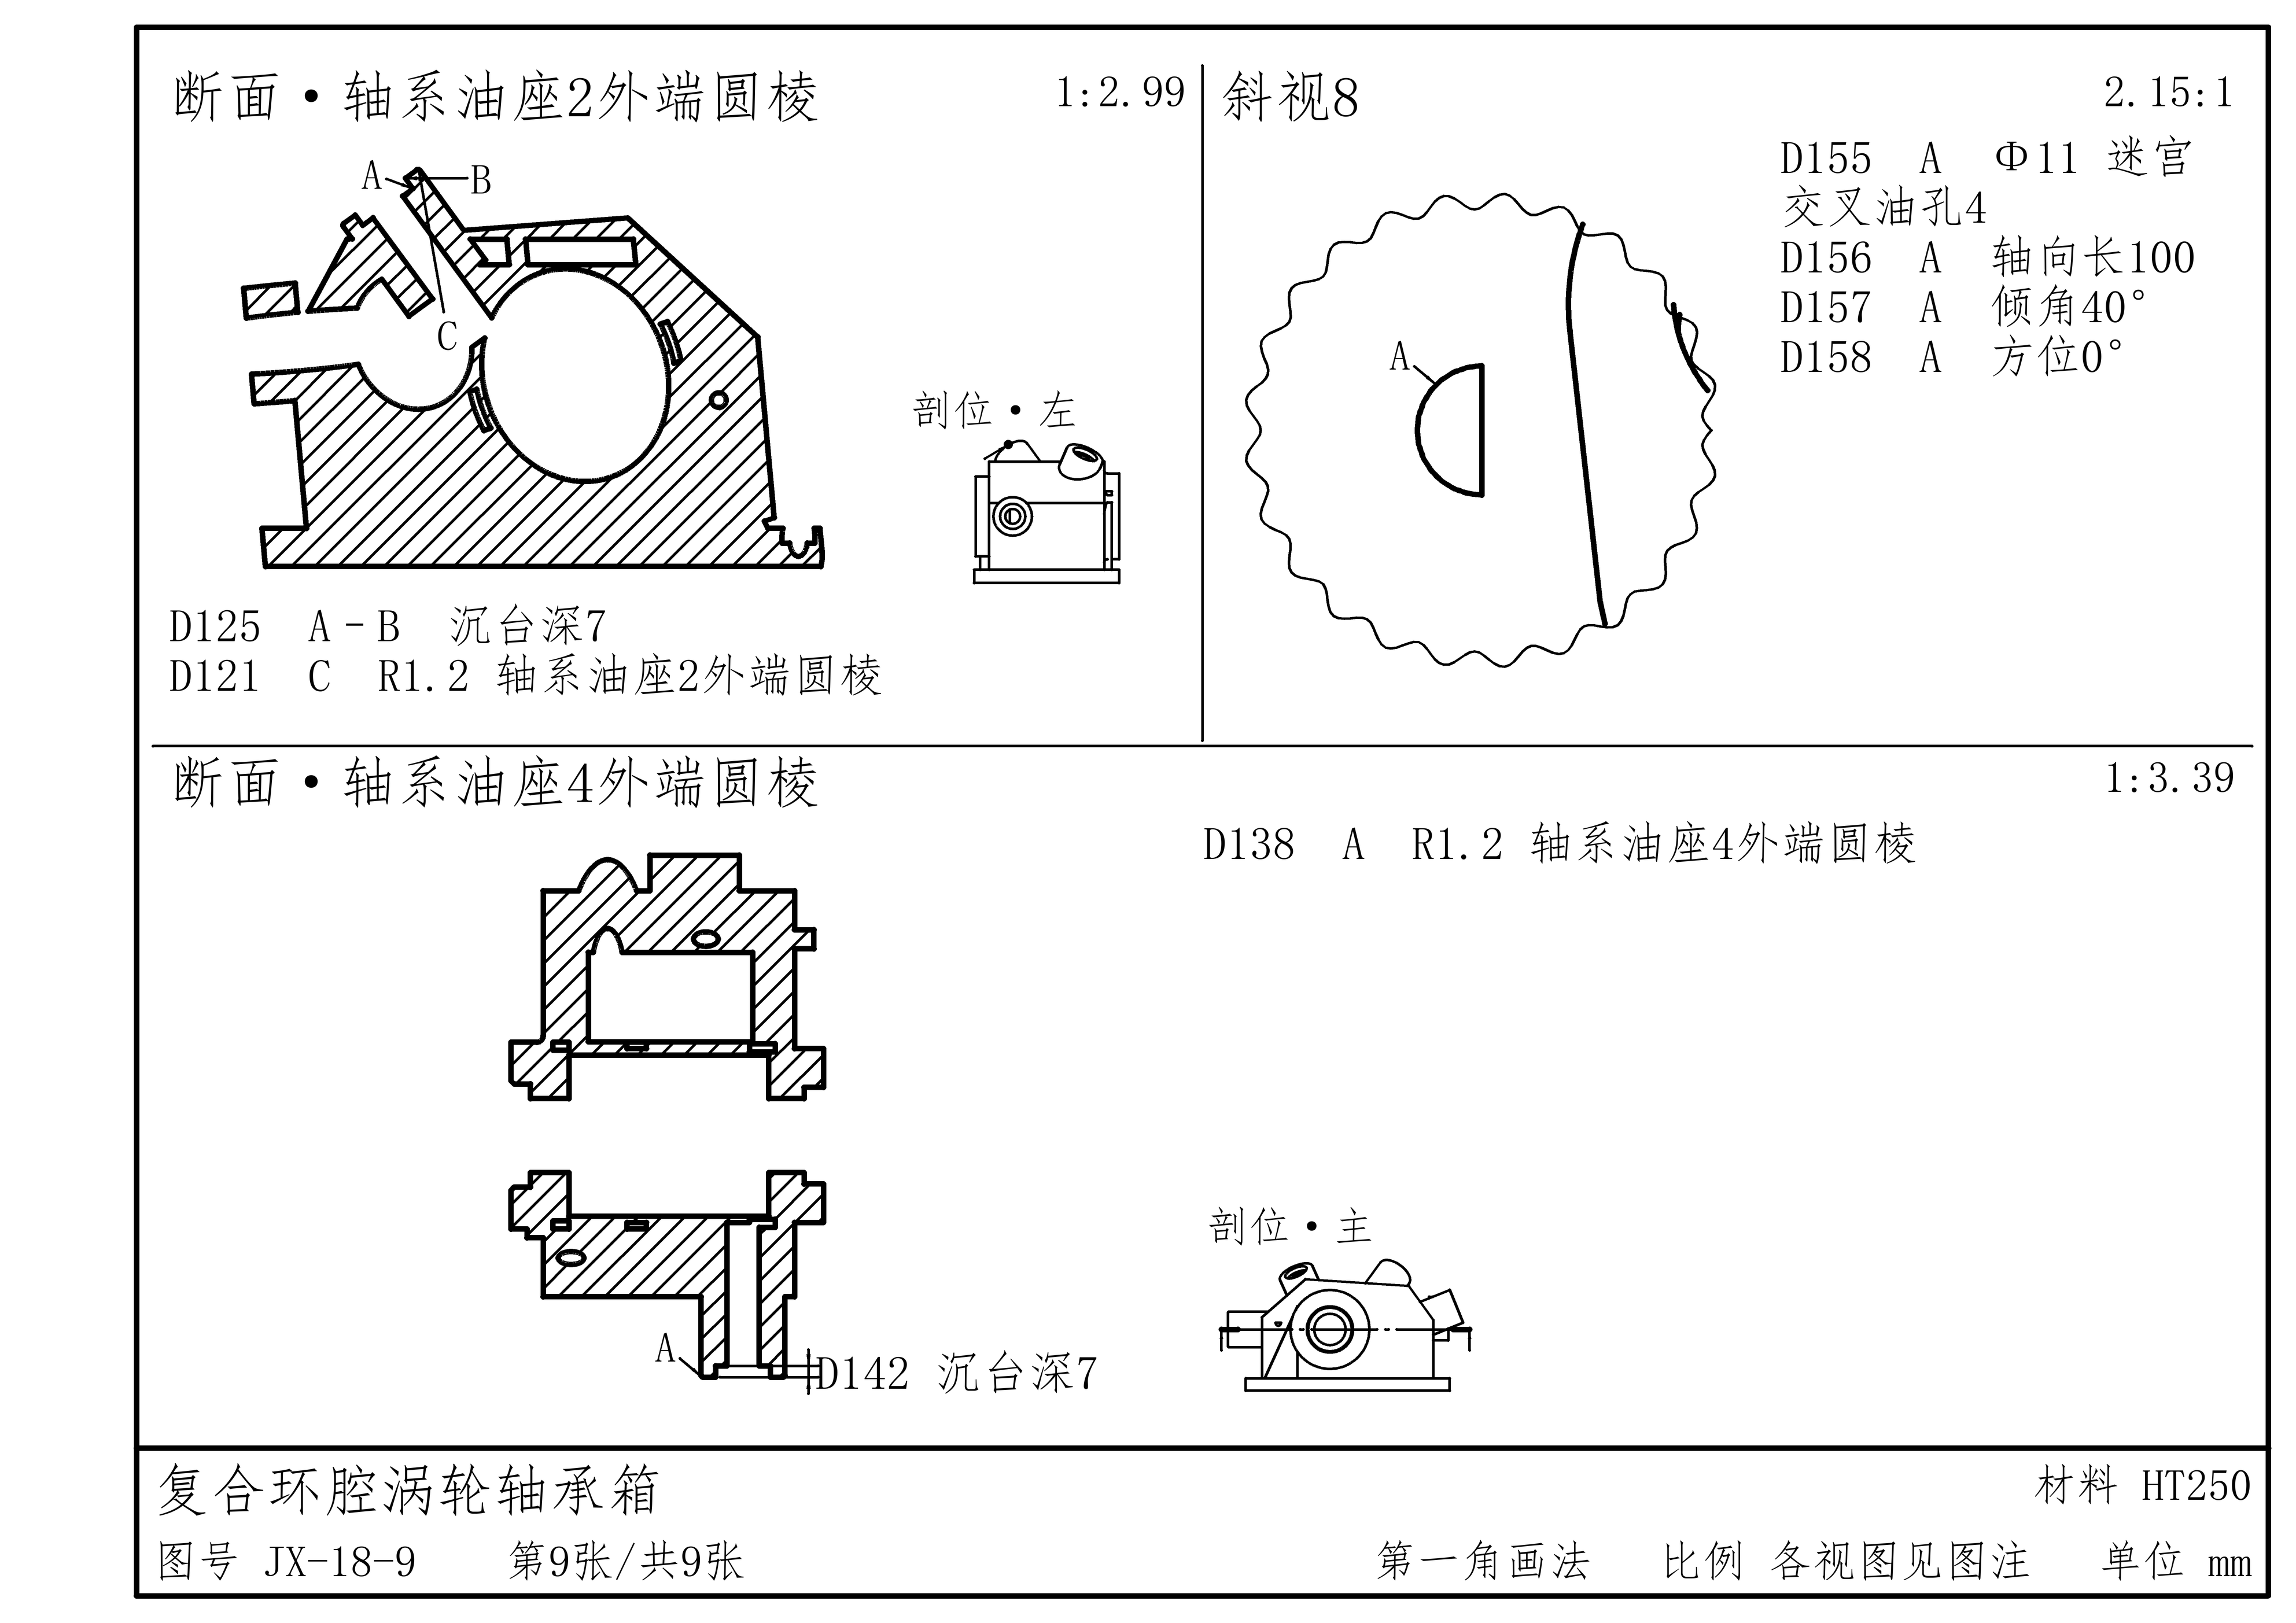 断面·轴系油座2外端圆棱 1:2.99
A B
C
剖位·左
D125 A-B 沉台深7
D121 C R1.2 轴系油座2外端圆棱
斜视8 2.15:1
D155 A Φ11 迷宫
交叉油孔4
D156 A 轴向长100
D157 A 倾角40°
D158 A 方位0°
A
断面·轴系油座4外端圆棱 1:3.39
D138 A R1.2 轴系油座4外端圆棱
剖位·主
A D142 沉台深7
复合环腔涡轮轴承箱 材料 HT250
图号 JX-18-9 第9张/共9张 第一角画法 比例 各视图见图注 单位 mm